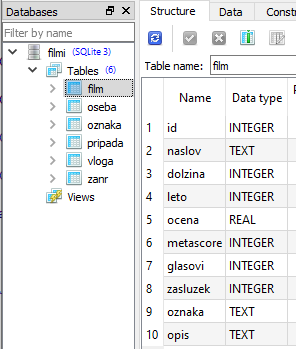 Databases
Filter by name
filmi (SQLite 3)
Tables (6)
film
oseba
oznaka
pripada
vloga
zanr
Views
Structure Data Constr
Table name: film
Name Data type
1 id INTEGER
2 naslov TEXT
3 dolzina INTEGER
4 leto INTEGER
5 ocena REAL
6 metascore INTEGER
7 glasovi INTEGER
8 zasluzek INTEGER
9 oznaka TEXT
10 opis TEXT